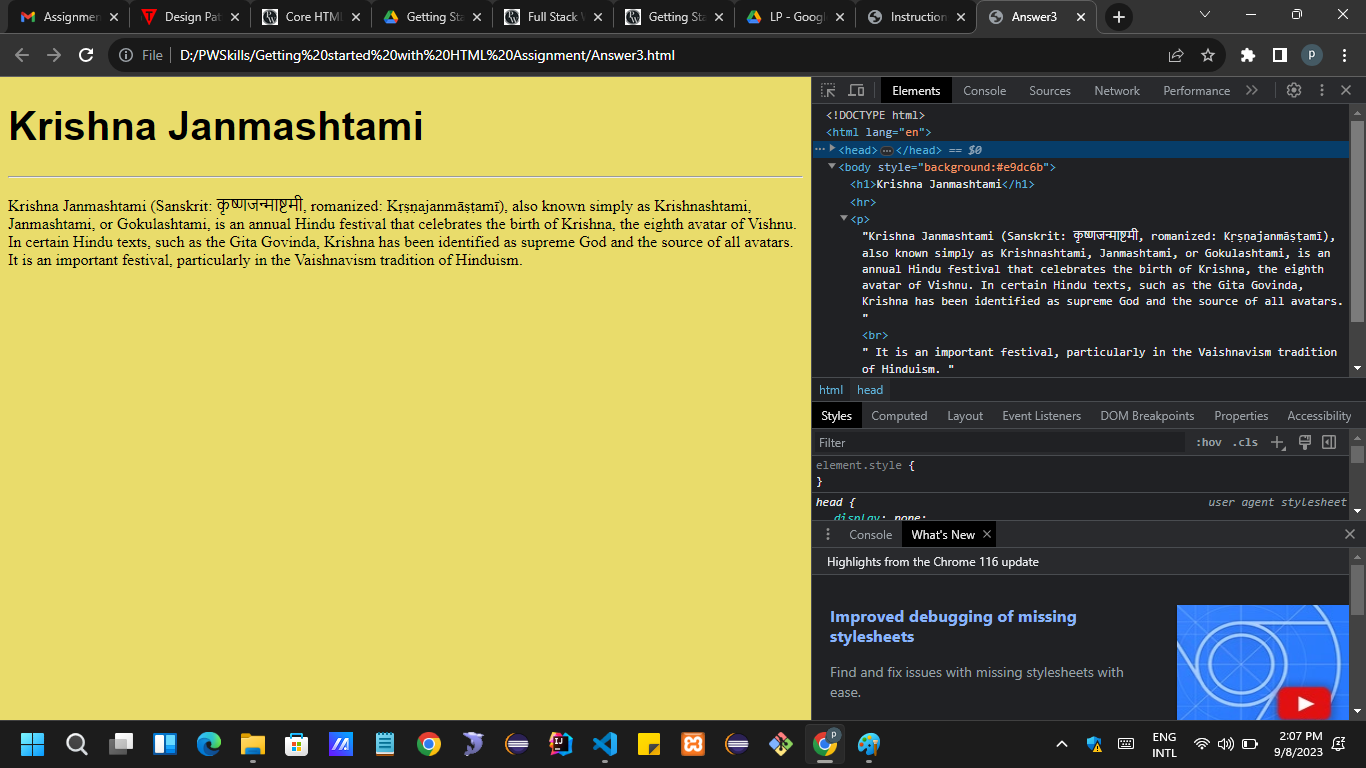 Assignmen
Design Pat
Core HTML
Getting Sta
Full Stack V
Getting Sta
LP - Googl
Instruction
Answer3
File
D:/PWSkills/Getting%20started%20with%20HTML%20Assignment/Answer3.html
p
Krishna Janmashtami
Krishna Janmashtami (Sanskrit: कृष्णजन्माष्टमी, romanized: Kṛṣṇajanmāṣṭamī), also known simply as Krishnashtami,
Janmashtami, or Gokulashtami, is an annual Hindu festival that celebrates the birth of Krishna, the eighth avatar of Vishnu.
In certain Hindu texts, such as the Gita Govinda, Krishna has been identified as supreme God and the source of all avatars.
It is an important festival, particularly in the Vaishnavism tradition of Hinduism.
Elements Console Sources Network Performance
<!DOCTYPE html>
<html lang="en">
<head>…</head> == $0
<body style="background:#e9dc6b">
<h1>Krishna Janmashtami</h1>
<hr>
<p>
"Krishna Janmashtami (Sanskrit: कृष्णजन्माष्टमी, romanized: Kṛṣṇajanmāṣṭamī),
also known simply as Krishnashtami, Janmashtami, or Gokulashtami, is an
annual Hindu festival that celebrates the birth of Krishna, the eighth
avatar of Vishnu. In certain Hindu texts, such as the Gita Govinda,
Krishna has been identified as supreme God and the source of all avatars.
"
<br>
" It is an important festival, particularly in the Vaishnavism tradition
of Hinduism. "
html head
Styles Computed Layout Event Listeners DOM Breakpoints Properties Accessibility
Filter :hov .cls
element.style {
}
head { user agent stylesheet
display: none;
Console What's New
Highlights from the Chrome 116 update
Improved debugging of missing
stylesheets
Find and fix issues with missing stylesheets with
ease.
ENG
INTL
2:07 PM
9/8/2023